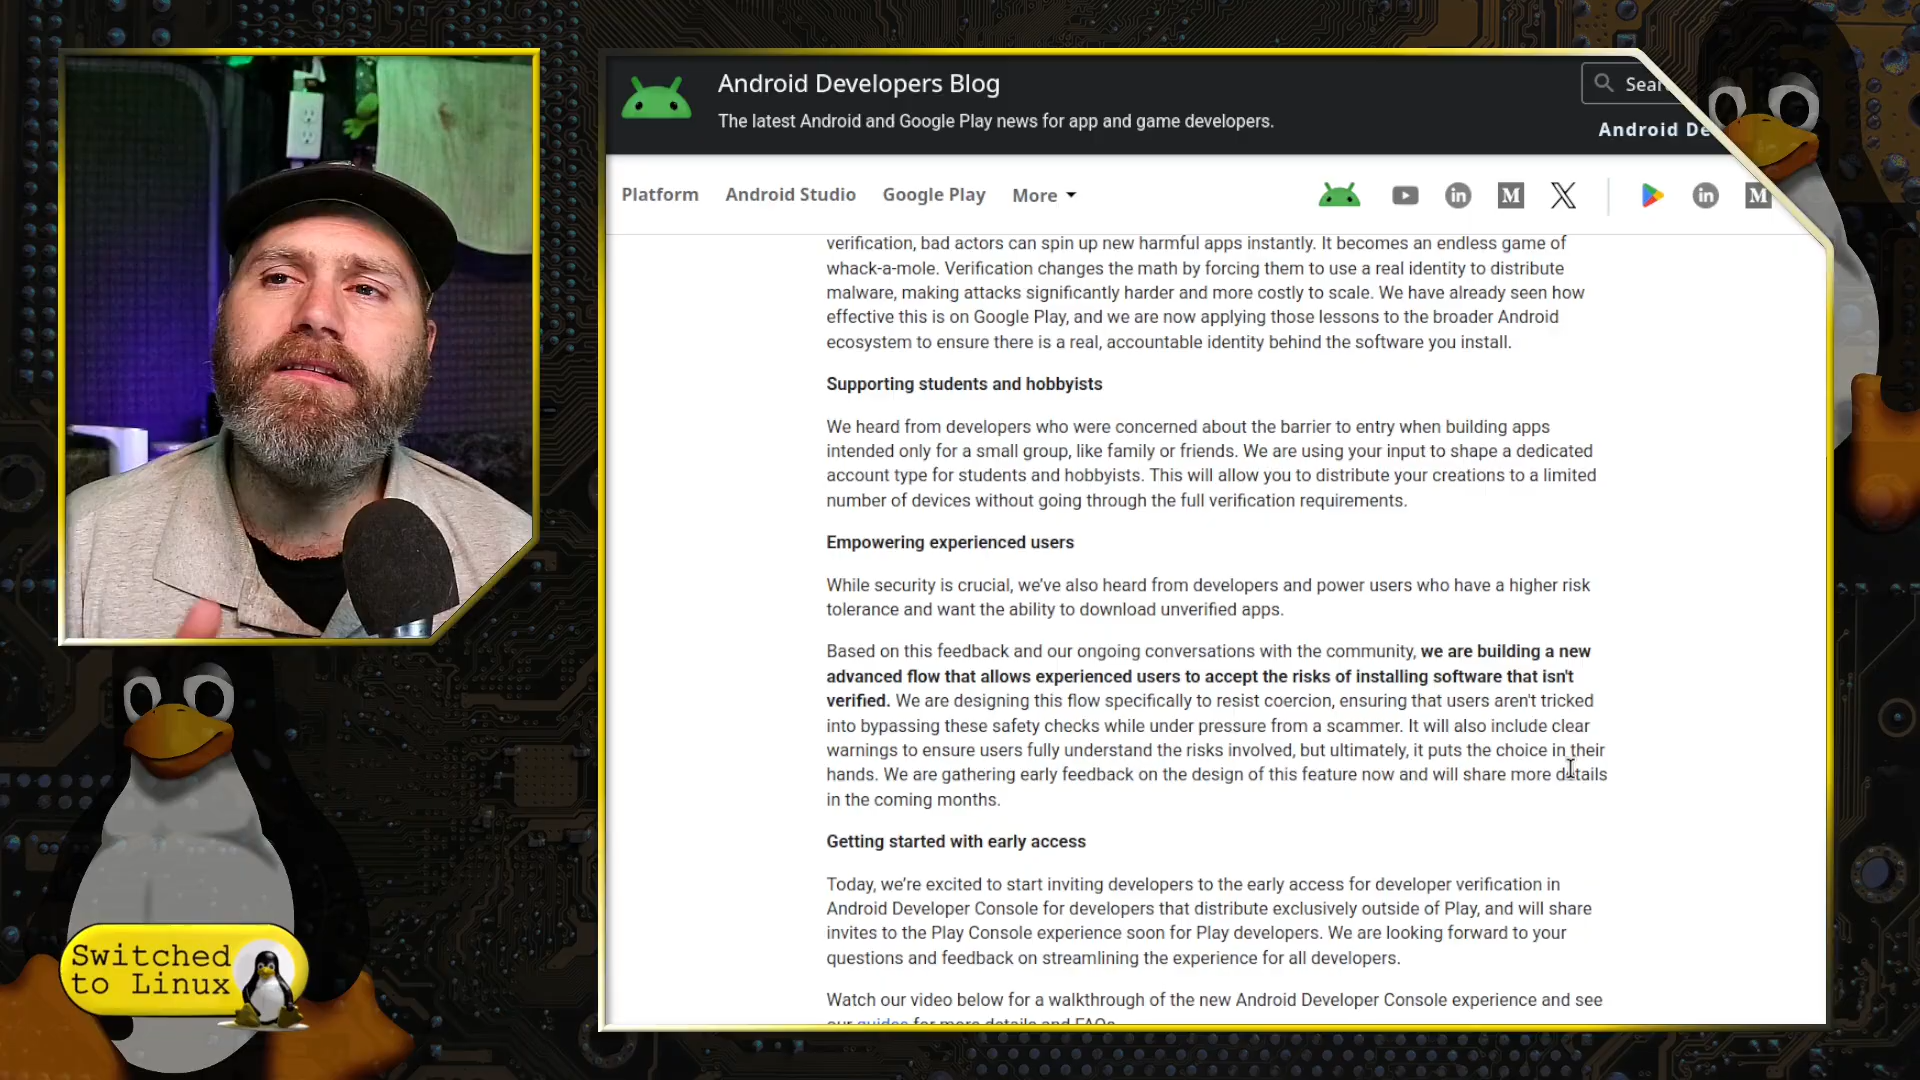 Android Developers Blog
The latest Android and Google Play news for app and game developers.
Android De
Platform
Android Studio
Google Play
More
verification, bad actors can spin up new harmful apps instantly. It becomes an endless game of
whack-a-mole. Verification changes the math by forcing them to use a real identity to distribute
malware, making attacks significantly harder and more costly to scale. We have already seen how
effective this is on Google Play, and we are now applying those lessons to the broader Android
ecosystem to ensure there is a real, accountable identity behind the software you install.
Supporting students and hobbyists
We heard from developers who were concerned about the barrier to entry when building apps
intended only for a small group, like family or friends. We are using your input to shape a dedicated
account type for students and hobbyists. This will allow you to distribute your creations to a limited
number of devices without going through the full verification requirements.
Empowering experienced users
While security is crucial, we've also heard from developers and power users who have a higher risk
tolerance and want the ability to download unverified apps.
Based on this feedback and our ongoing conversations with the community, we are building a new
advanced flow that allows experienced users to accept the risks of installing software that isn't
verified. We are designing this flow specifically to resist coercion, ensuring that users aren't tricked
into bypassing these safety checks while under pressure from a scammer. It will also include clear
warnings to ensure users fully understand the risks involved, but ultimately, it puts the choice in their
hands. We are gathering early feedback on the design of this feature now and will share more details
in the coming months.
Getting started with early access
Today, we're excited to start inviting developers to the early access for developer verification in
Android Developer Console for developers that distribute exclusively outside of Play, and will share
invites to the Play Console experience soon for Play developers. We are looking forward to your
questions and feedback on streamlining the experience for all developers.
Watch our video below for a walkthrough of the new Android Developer Console experience and see
our guides for more details and FAQs.
Switched
to Linux